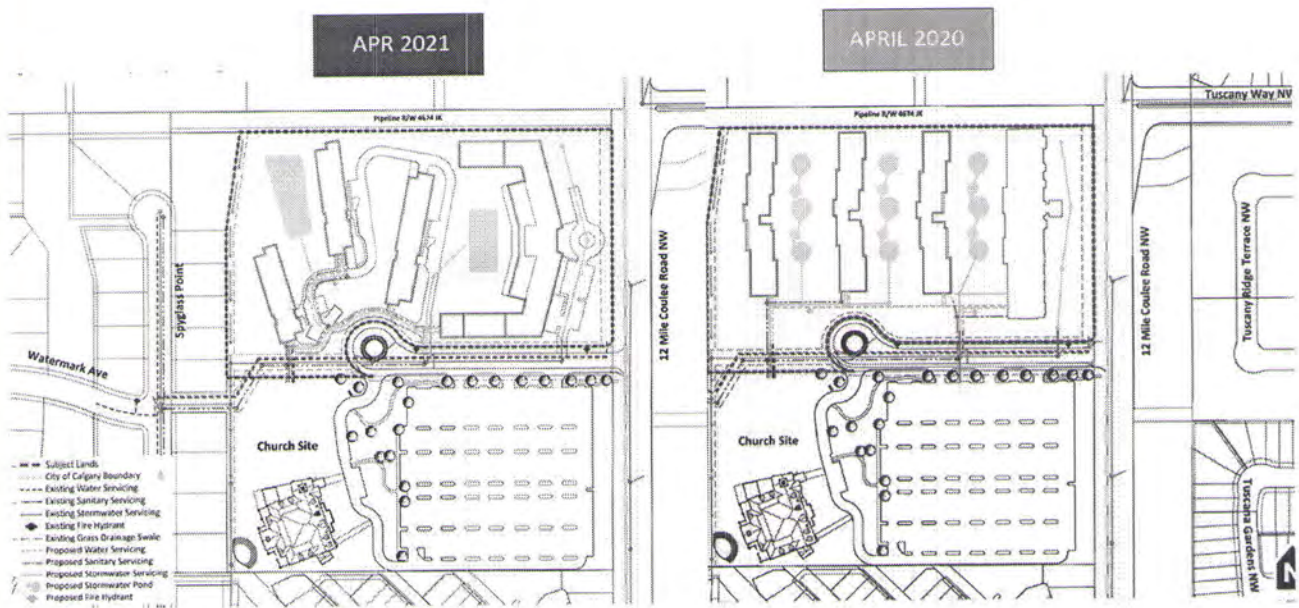 APR 2021
APRIL 2020
Pipeline R/W 4674 JK
Pipeline R/W 4674 JK
Tuscany Way NW
Spyglass Point
Watermark Ave
12 Mile Coulee Road NW
12 Mile Coulee Road NW
Tuscany Ridge Terrace NW
Church Site
Church Site
Tuscana Gardens NW
Subject Lands
City of Calgary Boundary
Existing Water Servicing
Existing Sanitary Servicing
Existing Stormwater Servicing
Existing Fire Hydrant
Existing Grass Drainage Swale
Proposed Water Servicing
Proposed Sanitary Servicing
Proposed Stormwater Servicing
Proposed Stormwater Pond
Proposed Fire Hydrant
N